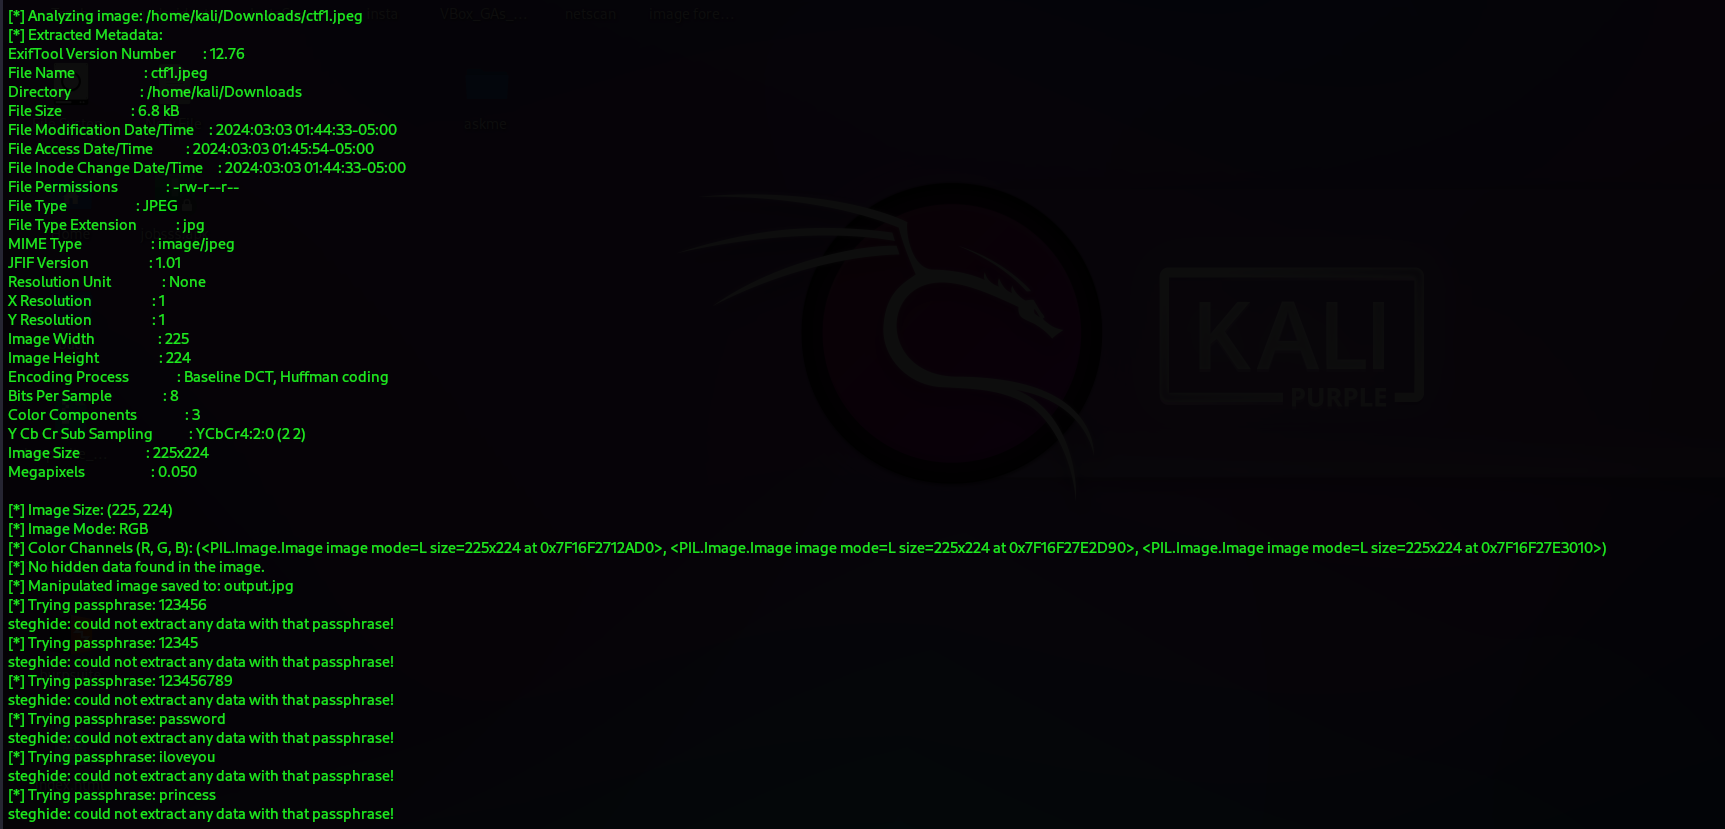 [*] Analyzing image: /home/kali/Downloads/ctf1.jpeg
[*] Extracted Metadata:
ExifTool Version Number : 12.76
File Name : ctf1.jpeg
Directory : /home/kali/Downloads
File Size : 6.8 kB
File Modification Date/Time : 2024:03:03 01:44:33-05:00
File Access Date/Time : 2024:03:03 01:45:54-05:00
File Inode Change Date/Time : 2024:03:03 01:44:33-05:00
File Permissions : -rw-r--r--
File Type : JPEG
File Type Extension : jpg
MIME Type : image/jpeg
JFIF Version : 1.01
Resolution Unit : None
X Resolution : 1
Y Resolution : 1
Image Width : 225
Image Height : 224
Encoding Process : Baseline DCT, Huffman coding
Bits Per Sample : 8
Color Components : 3
Y Cb Cr Sub Sampling : YCbCr4:2:0 (2 2)
Image Size : 225x224
Megapixels : 0.050
[*] Image Size: (225, 224)
[*] Image Mode: RGB
[*] Color Channels (R, G, B): (<PIL.Image.Image image mode=L size=225x224 at 0x7F16F2712AD0>, <PIL.Image.Image image mode=L size=225x224 at 0x7F16F27E2D90>, <PIL.Image.Image image mode=L size=225x224 at 0x7F16F27E3010>)
[*] No hidden data found in the image.
[*] Manipulated image saved to: output.jpg
[*] Trying passphrase: 123456
steghide: could not extract any data with that passphrase!
[*] Trying passphrase: 12345
steghide: could not extract any data with that passphrase!
[*] Trying passphrase: 123456789
steghide: could not extract any data with that passphrase!
[*] Trying passphrase: password
steghide: could not extract any data with that passphrase!
[*] Trying passphrase: iloveyou
steghide: could not extract any data with that passphrase!
[*] Trying passphrase: princess
steghide: could not extract any data with that passphrase!
VBox_GAs_...
netscan
image fore...
askme
KALI
PURPLE